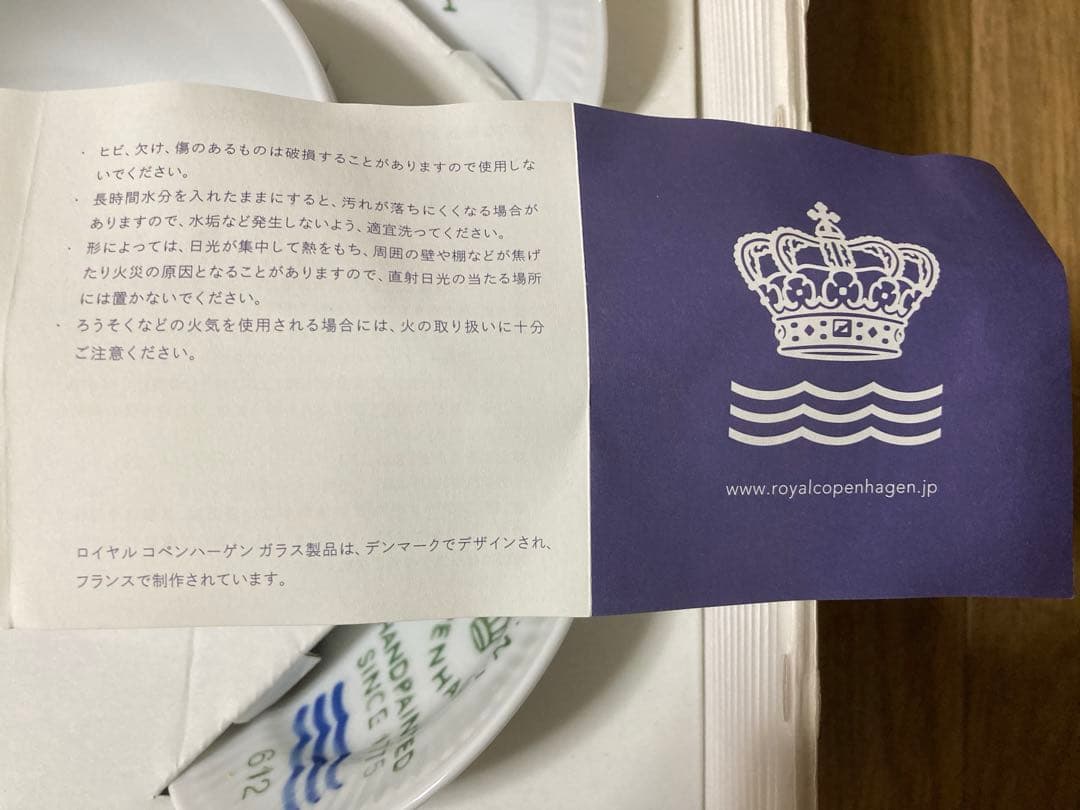 ・ ヒビ、欠け、傷のあるものは破損することがありますので使用しな
いでください。
・ 長時間水分を入れたままにすると、汚れが落ちにくくなる場合が
ありますので、水垢など発生しないよう、適宜洗ってください。
・ 形によっては、日光が集中して熱をもち、周囲の壁や棚などが焦げ
たり火災の原因となることがありますので、直射日光の当たる場所
には置かないでください。
・ ろうそくなどの火気を使用される場合には、火の取り扱いに十分
ご注意ください。
ロイヤル コペンハーゲン ガラス製品は、デンマークでデザインされ、
フランスで制作されています。
www.royalcopenhagen.jp
ENHA
HANDPAINTED
SINCE 1775
612